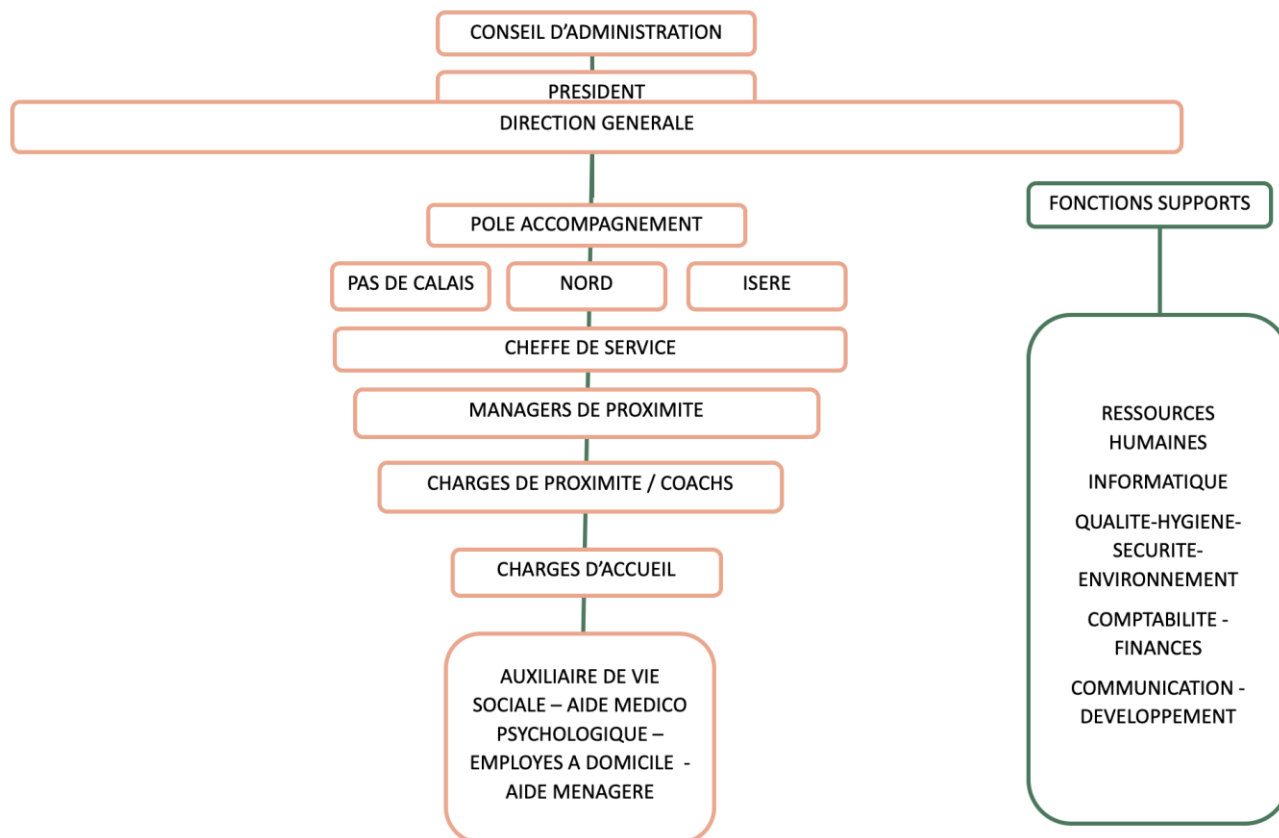 CONSEIL D’ADMINISTRATION
PRESIDENT
DIRECTION GENERALE
POLE ACCOMPAGNEMENT
FONCTIONS SUPPORTS
PAS DE CALAIS
NORD
ISERE
CHEFFE DE SERVICE
MANAGERS DE PROXIMITE
CHARGES DE PROXIMITE / COACHS
CHARGES D’ACCUEIL
AUXILIAIRE DE VIE
SOCIALE – AIDE MEDICO
PSYCHOLOGIQUE –
EMPLOYES A DOMICILE -
AIDE MENAGERE
RESSOURCES
HUMAINES
INFORMATIQUE
QUALITE-HYGIENE-
SECURITE-
ENVIRONNEMENT
COMPTABILITE -
FINANCES
COMMUNICATION -
DEVELOPPEMENT